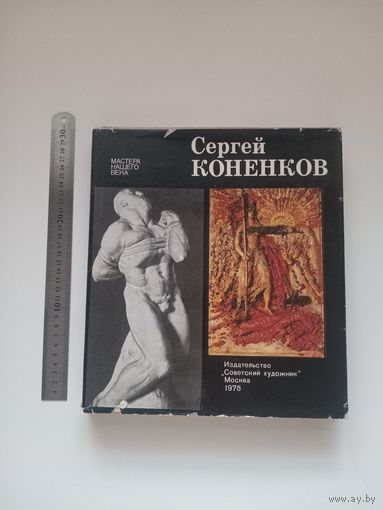 Сергей
КОНЕНКОВ
МАСТЕРА
НАШЕГО
ВЕКА
Издательство
„Советский художник"
Москва
1978
www.ay.by